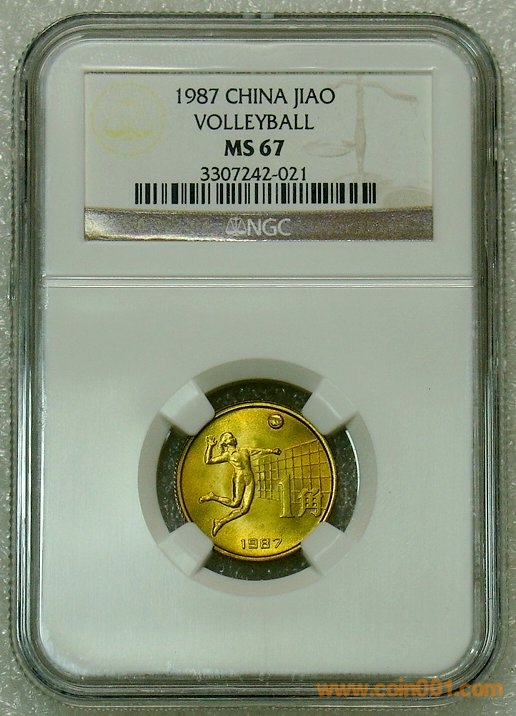 1987 CHINA JIAO
VOLLEYBALL
MS 67
3307242-021
NGC
1角
1987
www.coin001.com